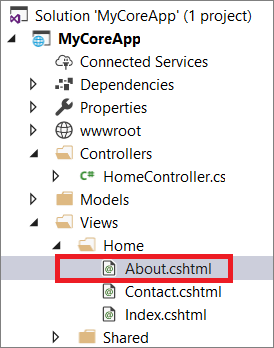 Solution 'MyCoreApp' (1 project)
MyCoreApp
Connected Services
Dependencies
Properties
wwwroot
Controllers
C# HomeController.cs
Models
Views
Home
About.cshtml
Contact.cshtml
Index.cshtml
Shared